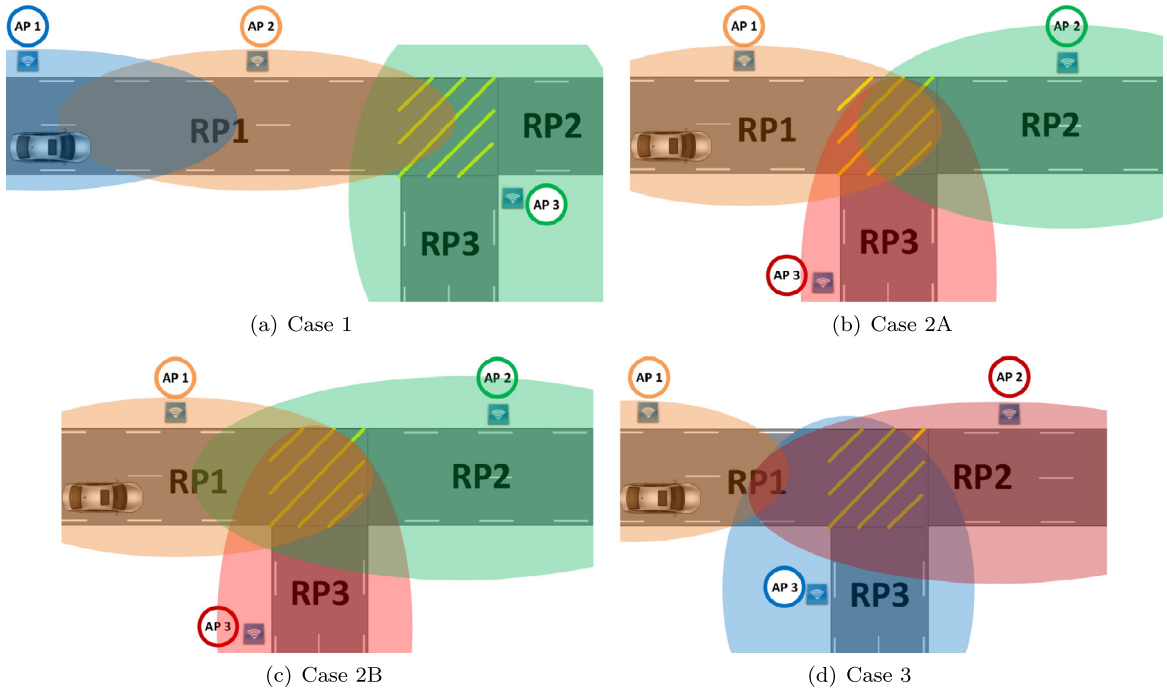 AP 1
AP 2
RP1
RP2
AP 3
RP3
(a) Case 1
AP 1
AP 2
RP1
RP2
RP3
AP 3
(b) Case 2A
AP 1
AP 2
RP1
RP2
RP3
AP 3
(c) Case 2B
AP 1
AP 2
RP1
RP2
AP 3
RP3
(d) Case 3